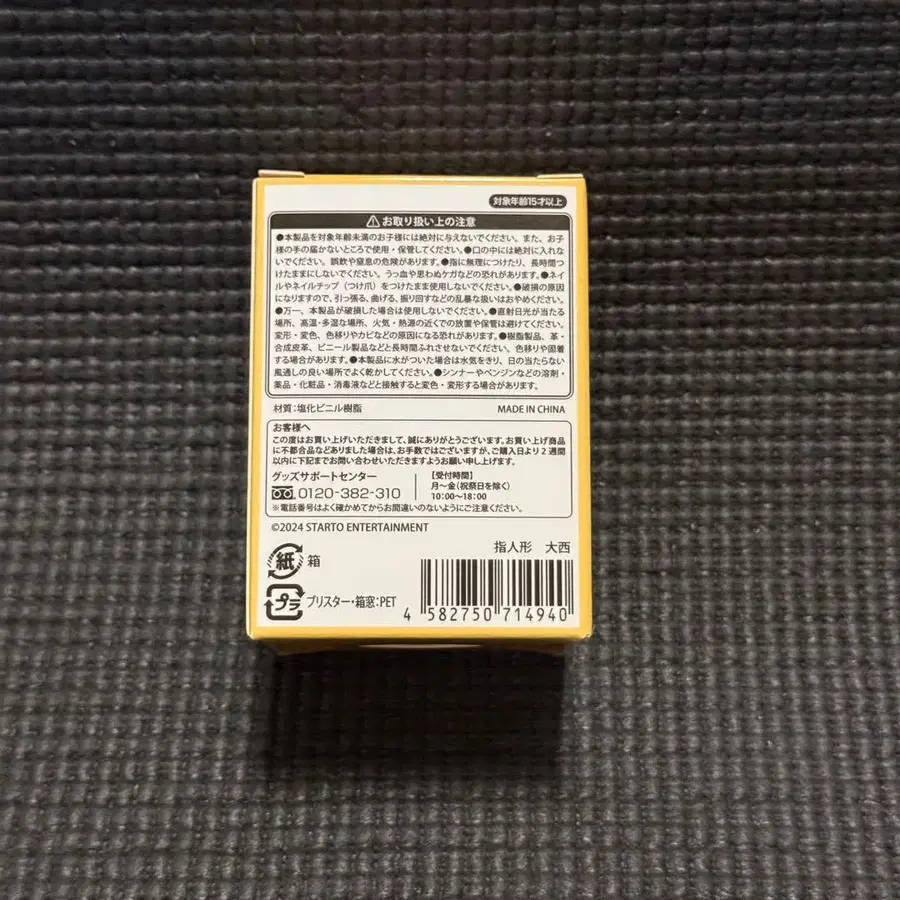 対象年齢15才以上
⚠お取り扱い上の注意
●本製品を対象年齢未満のお子様には絶対に与えないでください。また、お子
様の手の届かないところで使用・保管してください。●口の中には絶対に入れな
いでください。誤飲や窒息の危険があります。●指に無理につけたり、長時間つ
けたままにしないでください。うっ血や思わぬケガなどの恐れがあります。●ネイ
ルやネイルチップ（つけ爪）をつけたまま使用しないでください。●破損の原因
になりますので、引っ張る、曲げる、振り回すなどの乱暴な扱いはおやめください。
●万一、本製品が破損した場合は使用しないでください。●直射日光が当たる
場所、高温・多湿な場所、火気・熱源の近くでの放置や保管は避けてください。
変形・変色、色移りやカビなどの原因になる恐れがあります。●樹脂製品、革・
合成皮革、ビニール製品などと長時間ふれさせないでください。色移りや固着
する場合があります。●本製品に水がついた場合は水気をきり、日の当たらない
風通しの良い場所でよく乾かしてください。●シンナーやベンジンなどの溶剤・
薬品・化粧品・消毒液などと接触すると変色・変形する場合があります。
材質：塩化ビニル樹脂 MADE IN CHINA
お客様へ
この度はお買い上げいただきまして、誠にありがとうございます。お買い上げ商品
に不都合品などありました場合は、お手数ではございますが、ご購入日より2週間
以内に下記までお問い合わせいただきますようお願い申し上げます。
グッズサポートセンター
0120-382-310
【受付時間】
月～金（祝祭日を除く）
10:00～18:00
※電話番号はよく確かめてからお間違いのないようにご注意ください。
©2024 STARTO ENTERTAINMENT
指人形 大西
紙 箱
プラ ブリスター・箱窓：PET
4 582750 714940